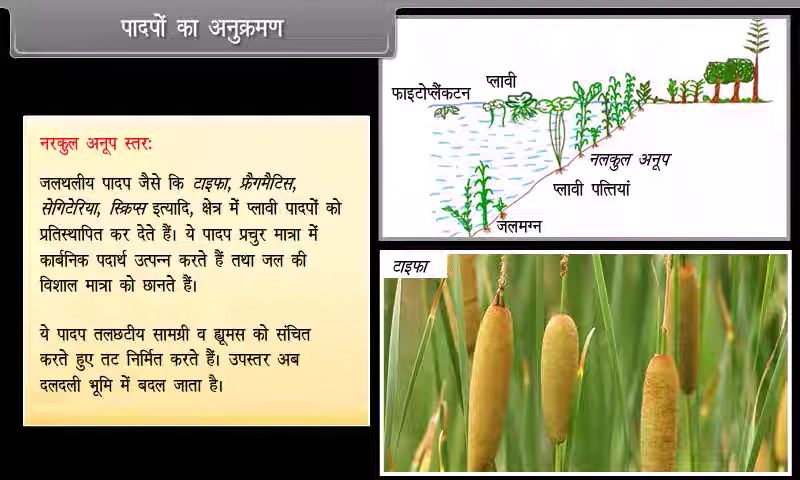 पादपों का अनुक्रमण
नरकुल अनूप स्तरः
जलथलीय पादप जैसे कि टाइफा, फ्रैगमैटिस,
सेगिटेरिया, स्क्रिप्स इत्यादि, क्षेत्र में प्लावी पादपों को
प्रतिस्थापित कर देते हैं। ये पादप प्रचुर मात्रा में
कार्बनिक पदार्थ उत्पन्न करते हैं तथा जल की
विशाल मात्रा को छानते हैं।
ये पादप तलछटीय सामग्री व ह्यूमस को संचित
करते हुए तट निर्मित करते हैं। उपस्तर अब
दलदली भूमि में बदल जाता है।
फाइटोप्लैंकटन
प्लावी
नलकुल अनूप
प्लावी पत्तियां
जलमग्न
टाइफा